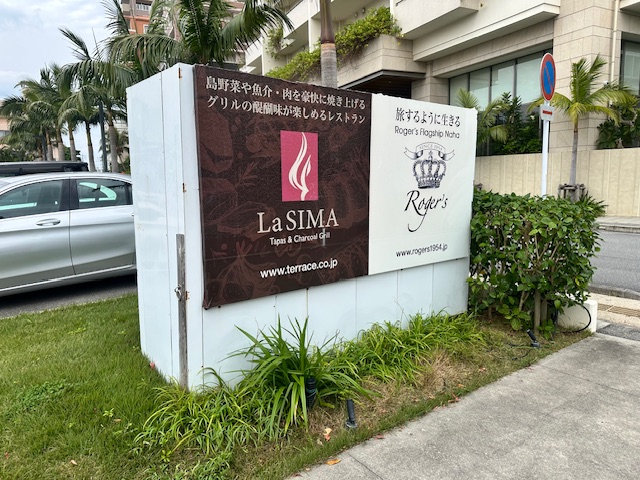 島野菜や魚介・肉を豪快に焼き上げる
グリルの醍醐味が楽しめるレストラン
La SIMA
Tapas & Charcoal Grill
www.terrace.co.jp
旅するように生きる
Roger's Flagship Naha
Roger's
www.rogers1954.jp